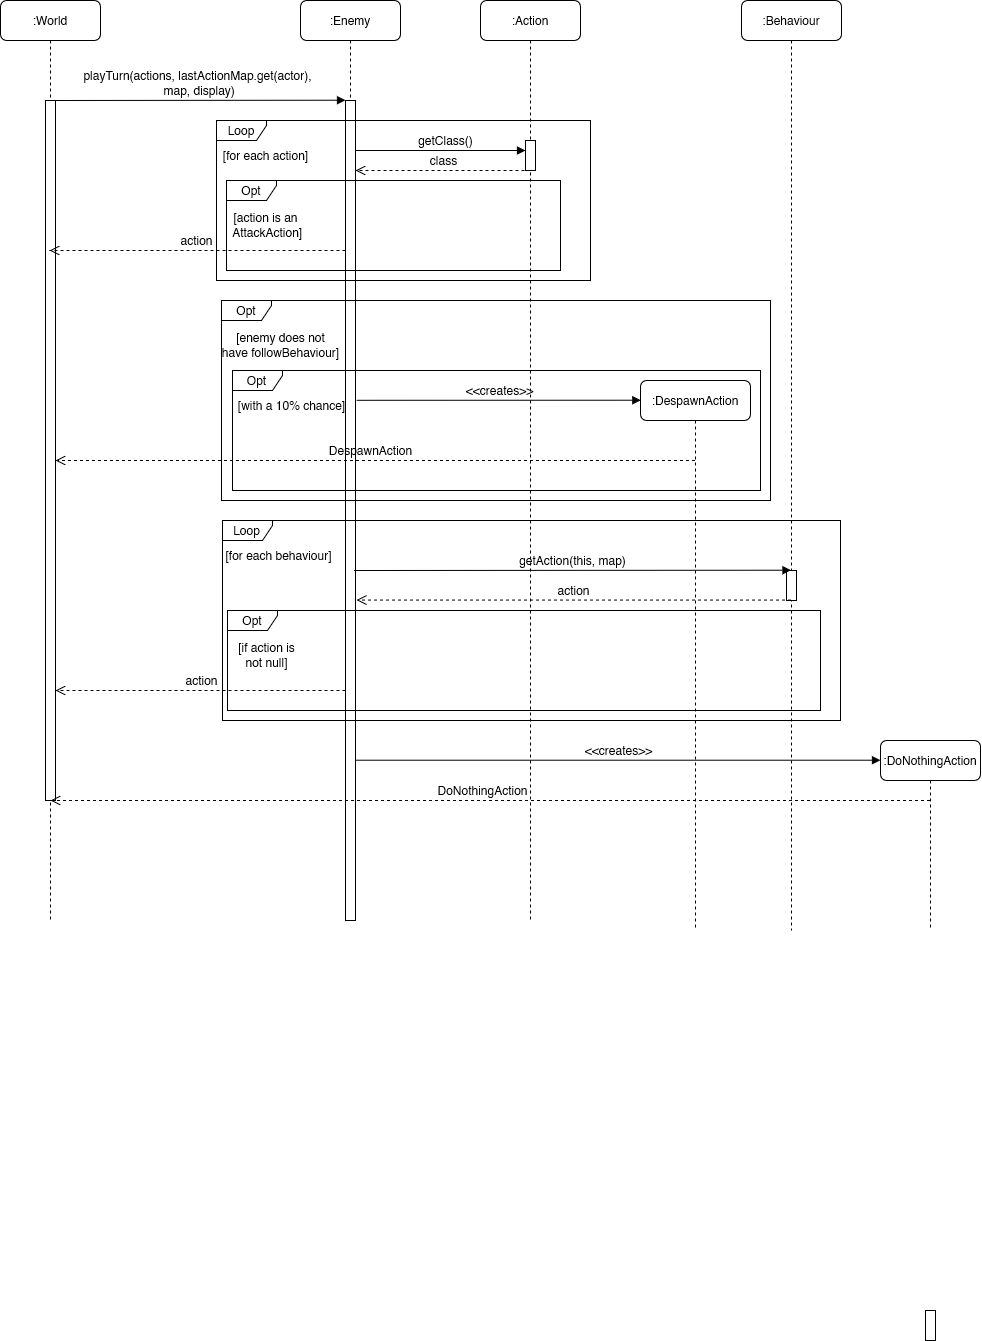 :World
:Enemy
:Action
:Behaviour
playTurn(actions, lastActionMap.get(actor),
map, display)
Loop
[for each action]
getClass()
class
Opt
[action is an
AttackAction]
action
Opt
[enemy does not
have followBehaviour]
Opt
[with a 10% chance]
<<creates>>
:DespawnAction
DespawnAction
Loop
[for each behaviour]
getAction(this, map)
action
Opt
[if action is
not null]
action
<<creates>>
:DoNothingAction
DoNothingAction